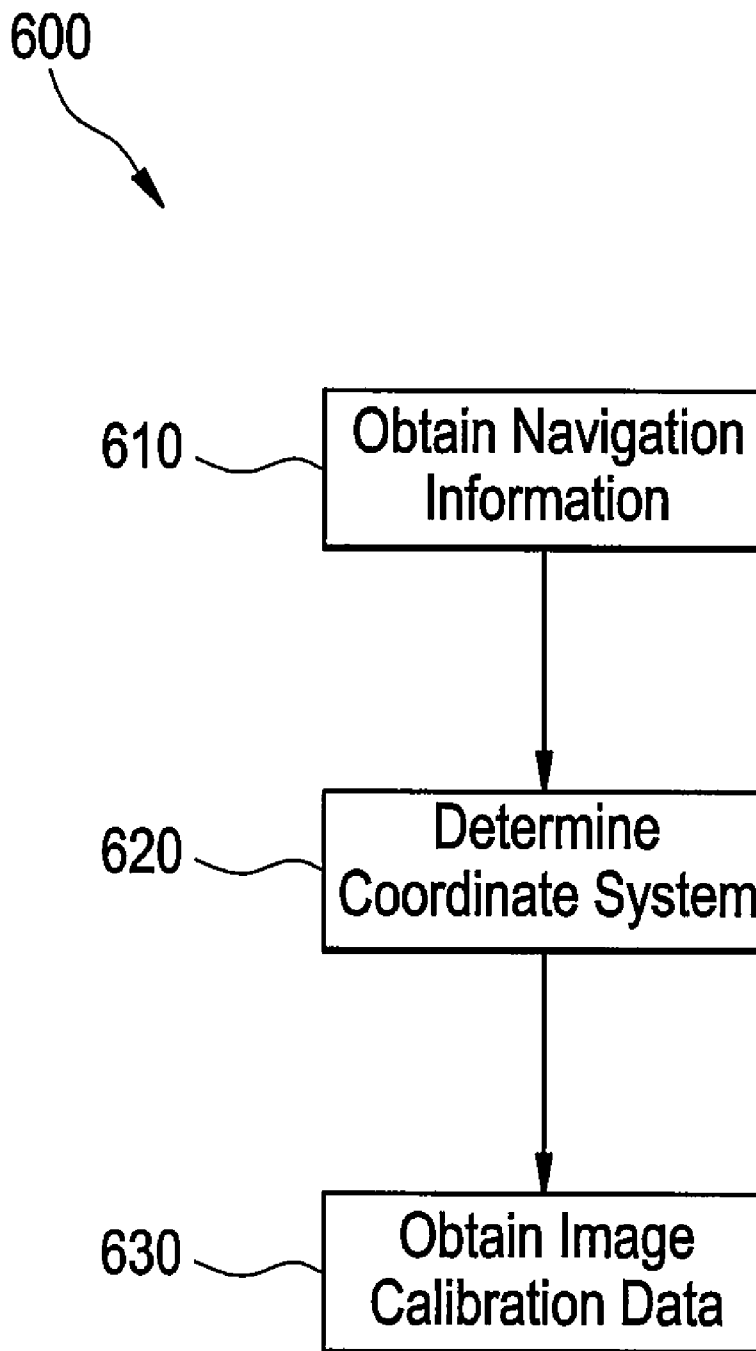 600
610
Obtain Navigation
Information
620
Determine
Coordinate System
630
Obtain Image
Calibration Data